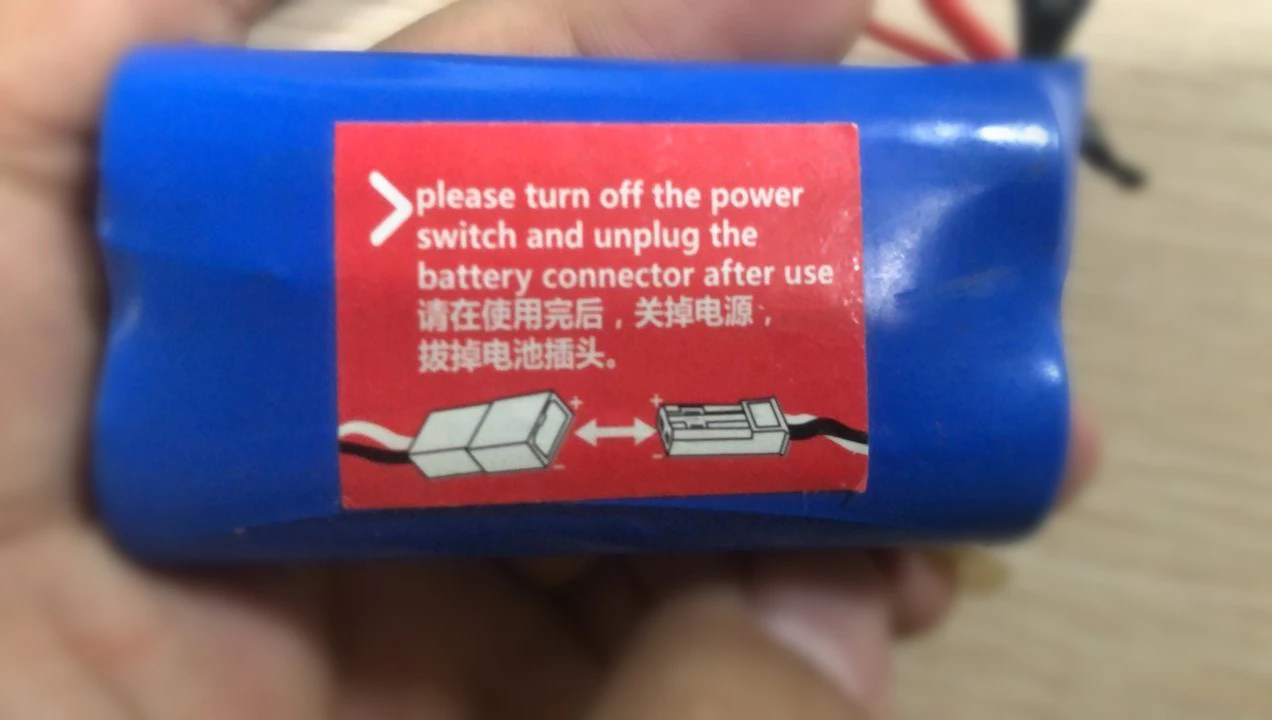 please turn off the power
switch and unplug the
battery connector after use
请在使用完后，关掉电源，
拔掉电池插头。
+ +
- -